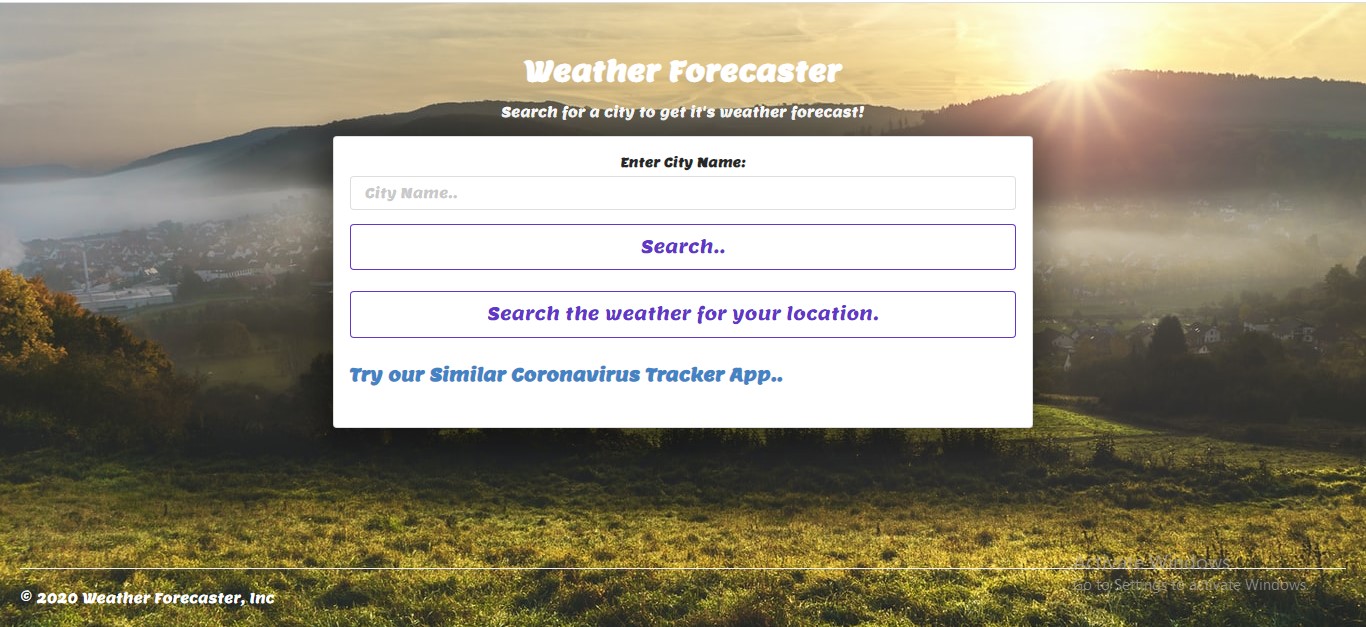 Weather Forecaster
Search for a city to get it's weather forecast!
Enter City Name:
City Name..
Search..
Search the weather for your location.
Try our Similar Coronavirus Tracker App..
Activate Windows
Go to Settings to activate Windows.
© 2020 Weather Forecaster, Inc